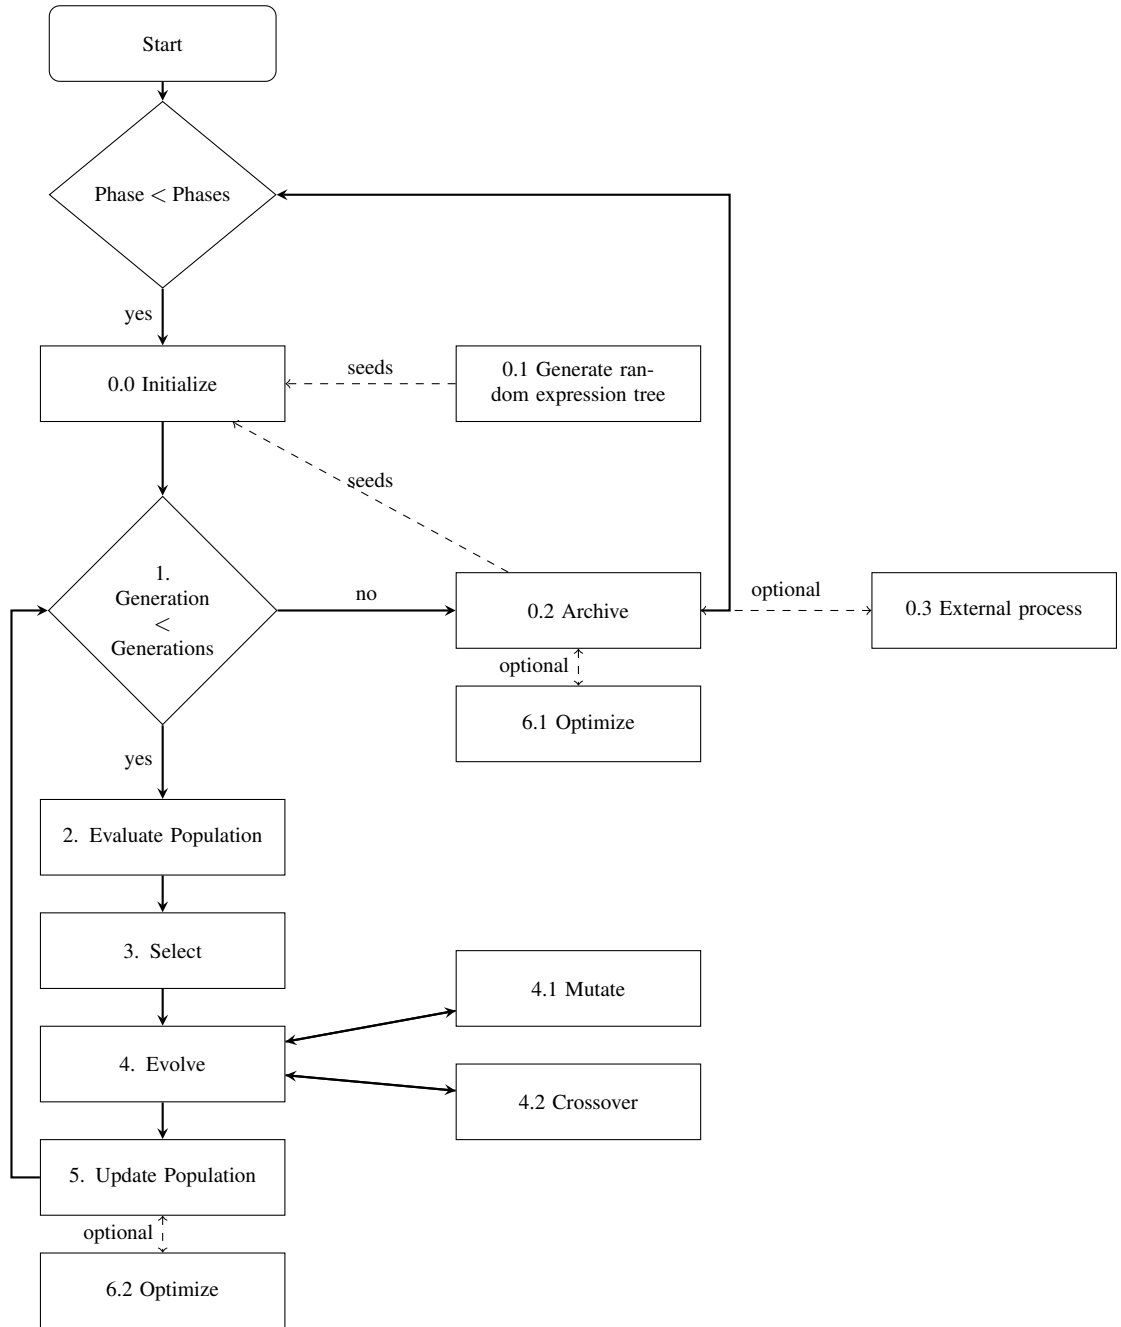 Start
Phase < Phases
yes
0.0 Initialize
seeds
0.1 Generate ran-
dom expression tree
seeds
1.
Generation
<
Generations
no
0.2 Archive
optional
0.3 External process
optional
6.1 Optimize
yes
2. Evaluate Population
3. Select
4.1 Mutate
4. Evolve
4.2 Crossover
5. Update Population
optional
6.2 Optimize